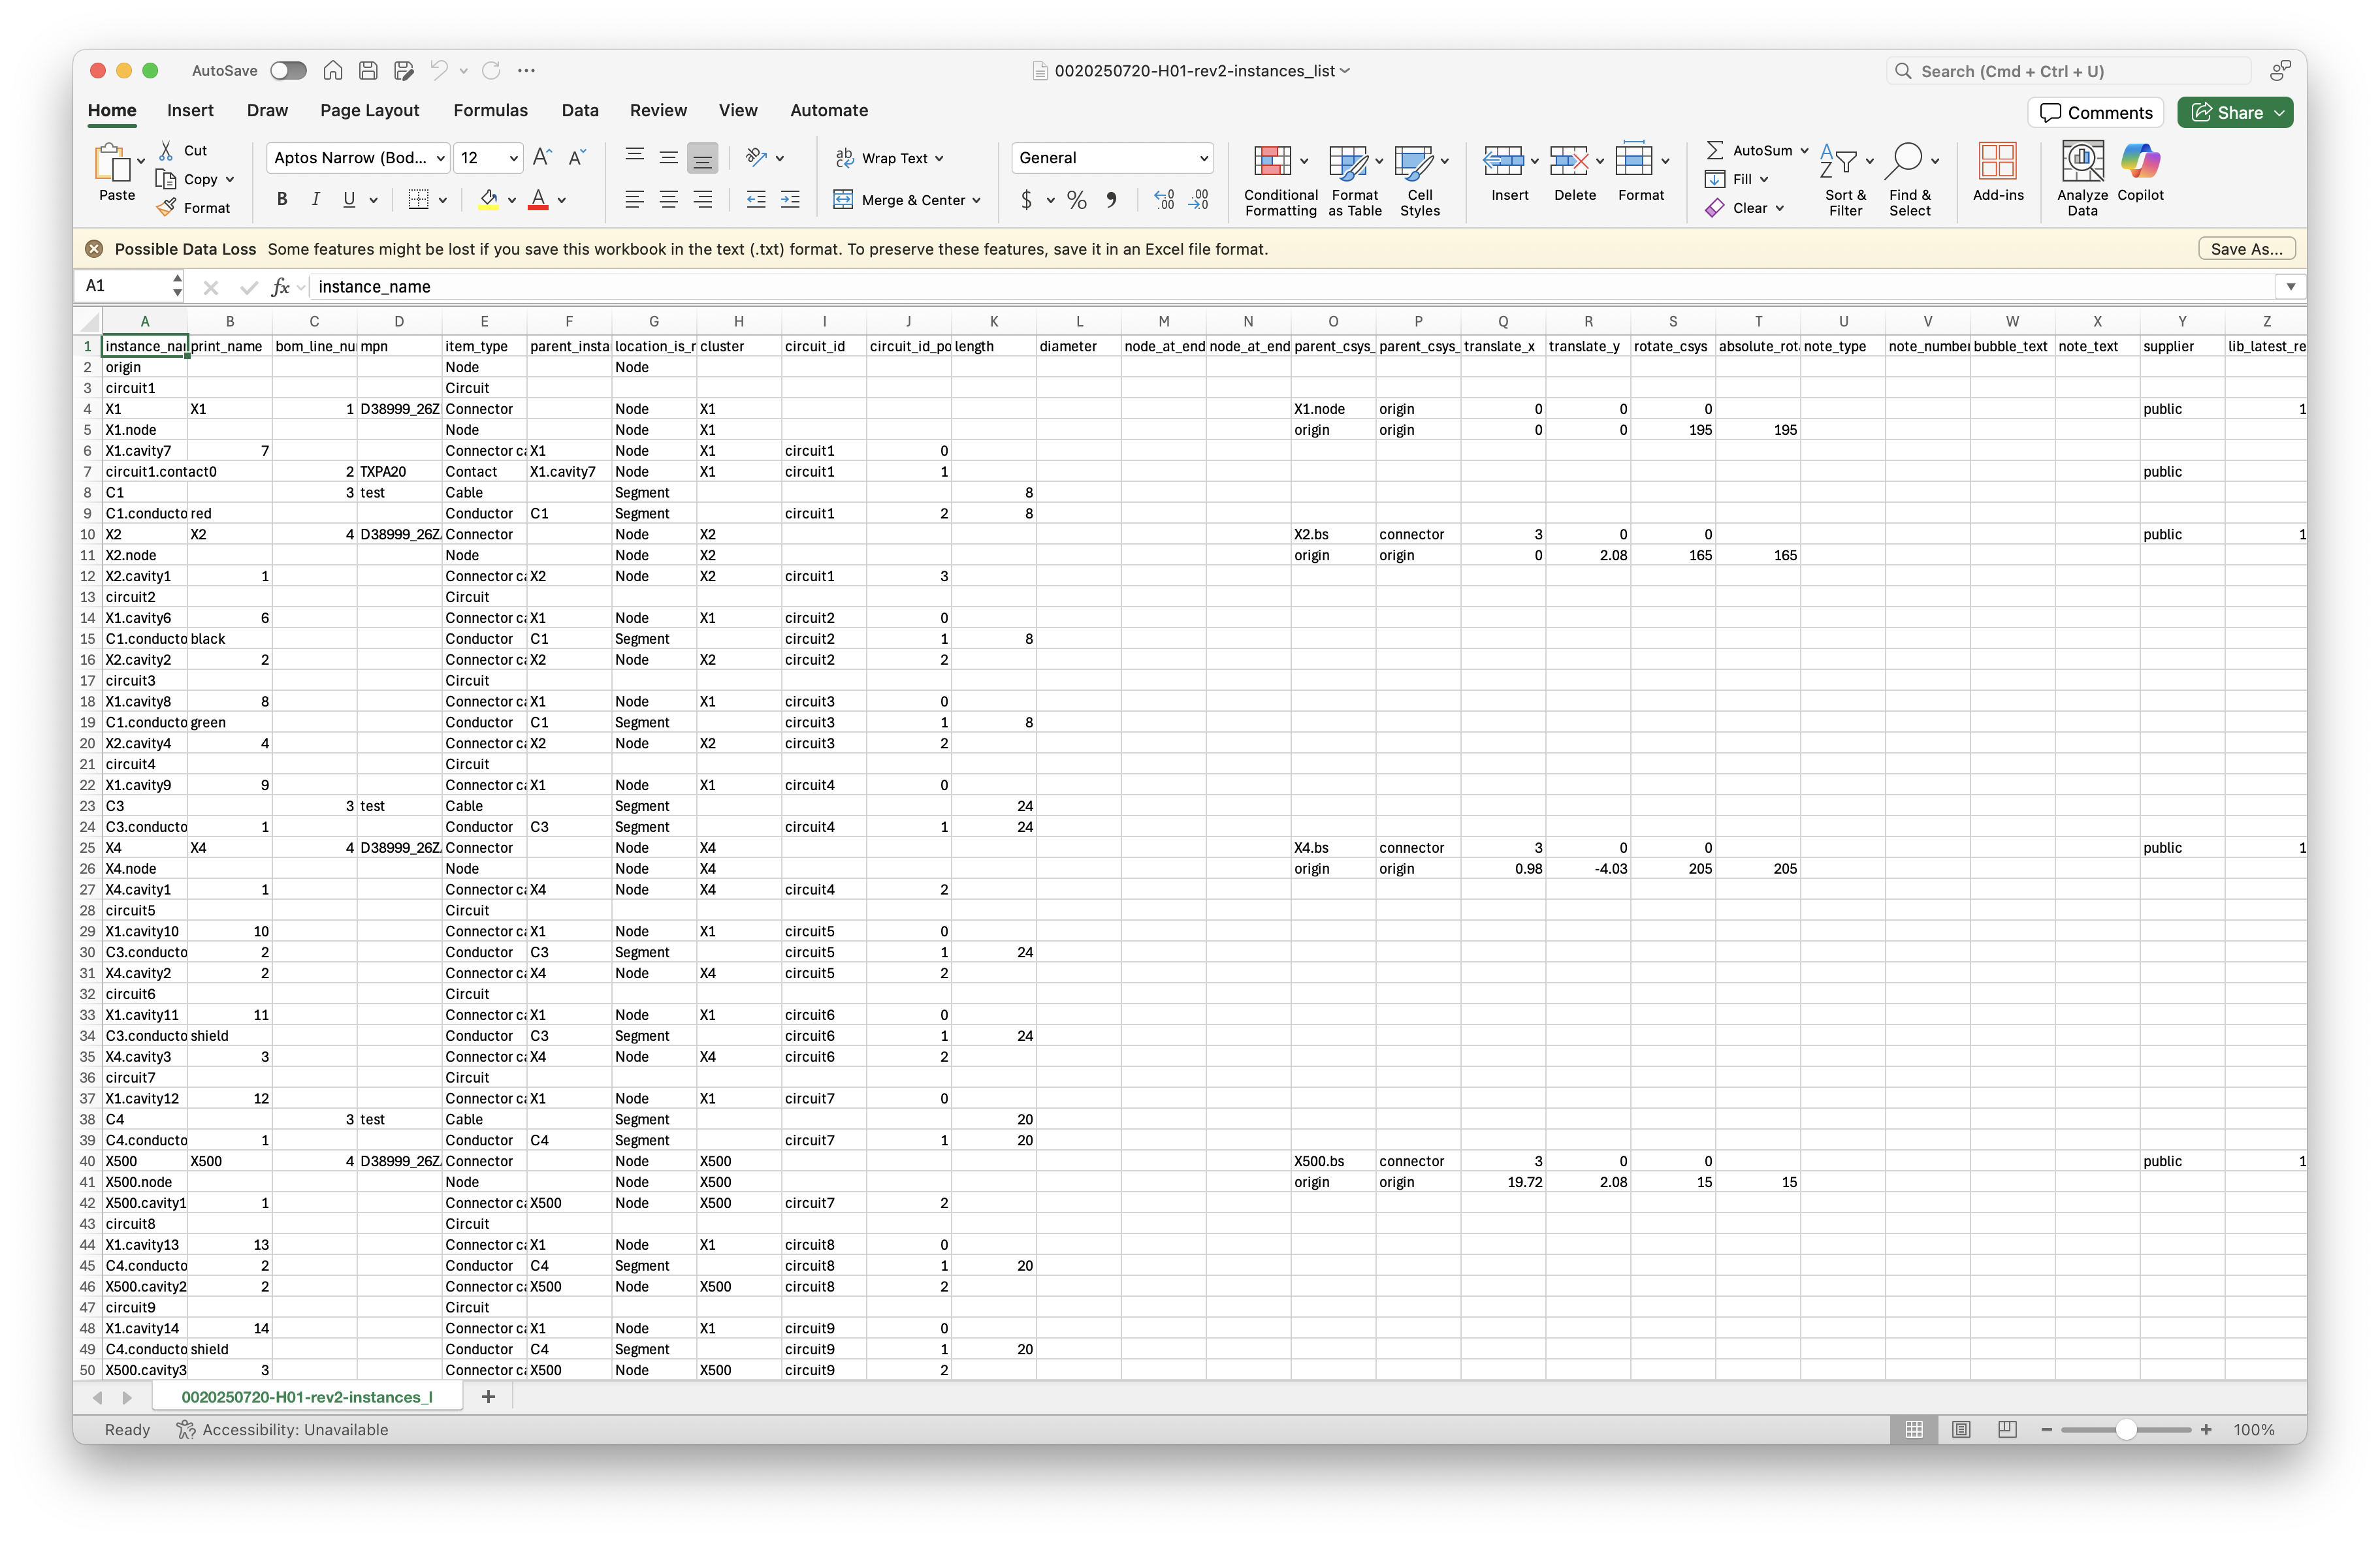 AutoSave 0020250720-H01-rev2-instances_list Search (Cmd + Ctrl + U)
Home Insert Draw Page Layout Formulas Data Review View Automate Comments Share
Paste Cut Copy Format
Aptos Narrow (Bod... 12 Wrap Text General
B I U A Merge & Center $ % Conditional Formatting Format as Table Cell Styles Insert Delete Format AutoSum Fill Clear Sort & Filter Find & Select Add-ins Analyze Data Copilot
Possible Data Loss Some features might be lost if you save this workbook in the text (.txt) format. To preserve these features, save it in an Excel file format. Save As...
A1 fx instance_name
A B C D E F G H I J K L M N O P Q R S T U V W X Y Z
1 instance_nar print_name bom_line_nu mpn item_type parent_insta location_is_r cluster circuit_id circuit_id_po length diameter node_at_end node_at_end parent_csys_ parent_csys_ translate_x translate_y rotate_csys absolute_rot note_type note_number bubble_text note_text supplier lib_latest_re
2 origin Node Node
3 circuit1 Circuit
4 X1 X1 1 D38999_26Z Connector Node X1 X1.node origin 0 0 0 public 1
5 X1.node Node Node X1 origin origin 0 0 195 195
6 X1.cavity7 7 Connector ca X1 Node X1 circuit1 0
7 circuit1.contact0 2 TXPA20 Contact X1.cavity7 Node X1 circuit1 1 public
8 C1 3 test Cable Segment 8
9 C1.conducto red Conductor C1 Segment circuit1 2 8
10 X2 X2 4 D38999_26Z. Connector Node X2 X2.bs connector 3 0 0 public 1
11 X2.node Node Node X2 origin origin 0 2.08 165 165
12 X2.cavity1 1 Connector ca X2 Node X2 circuit1 3
13 circuit2 Circuit
14 X1.cavity6 6 Connector ca X1 Node X1 circuit2 0
15 C1.conducto black Conductor C1 Segment circuit2 1 8
16 X2.cavity2 2 Connector ca X2 Node X2 circuit2 2
17 circuit3 Circuit
18 X1.cavity8 8 Connector ca X1 Node X1 circuit3 0
19 C1.conducto green Conductor C1 Segment circuit3 1 8
20 X2.cavity4 4 Connector ca X2 Node X2 circuit3 2
21 circuit4 Circuit
22 X1.cavity9 9 Connector ca X1 Node X1 circuit4 0
23 C3 3 test Cable Segment 24
24 C3.conducto 1 Conductor C3 Segment circuit4 1 24
25 X4 X4 4 D38999_26Z. Connector Node X4 X4.bs connector 3 0 0 public 1
26 X4.node Node Node X4 origin origin 0.98 -4.03 205 205
27 X4.cavity1 1 Connector ca X4 Node X4 circuit4 2
28 circuit5 Circuit
29 X1.cavity10 10 Connector ca X1 Node X1 circuit5 0
30 C3.conducto 2 Conductor C3 Segment circuit5 1 24
31 X4.cavity2 2 Connector ca X4 Node X4 circuit5 2
32 circuit6 Circuit
33 X1.cavity11 11 Connector ca X1 Node X1 circuit6 0
34 C3.conducto shield Conductor C3 Segment circuit6 1 24
35 X4.cavity3 3 Connector ca X4 Node X4 circuit6 2
36 circuit7 Circuit
37 X1.cavity12 12 Connector ca X1 Node X1 circuit7 0
38 C4 3 test Cable Segment 20
39 C4.conducto 1 Conductor C4 Segment circuit7 1 20
40 X500 X500 4 D38999_26Z. Connector Node X500 X500.bs connector 3 0 0 public 1
41 X500.node Node Node X500 origin origin 19.72 2.08 15 15
42 X500.cavity1 1 Connector ca X500 Node X500 circuit7 2
43 circuit8 Circuit
44 X1.cavity13 13 Connector ca X1 Node X1 circuit8 0
45 C4.conducto 2 Conductor C4 Segment circuit8 1 20
46 X500.cavity2 2 Connector ca X500 Node X500 circuit8 2
47 circuit9 Circuit
48 X1.cavity14 14 Connector ca X1 Node X1 circuit9 0
49 C4.conducto shield Conductor C4 Segment circuit9 1 20
50 X500.cavity3 3 Connector ca X500 Node X500 circuit9 2
0020250720-H01-rev2-instances_l +
Ready Accessibility: Unavailable 100%